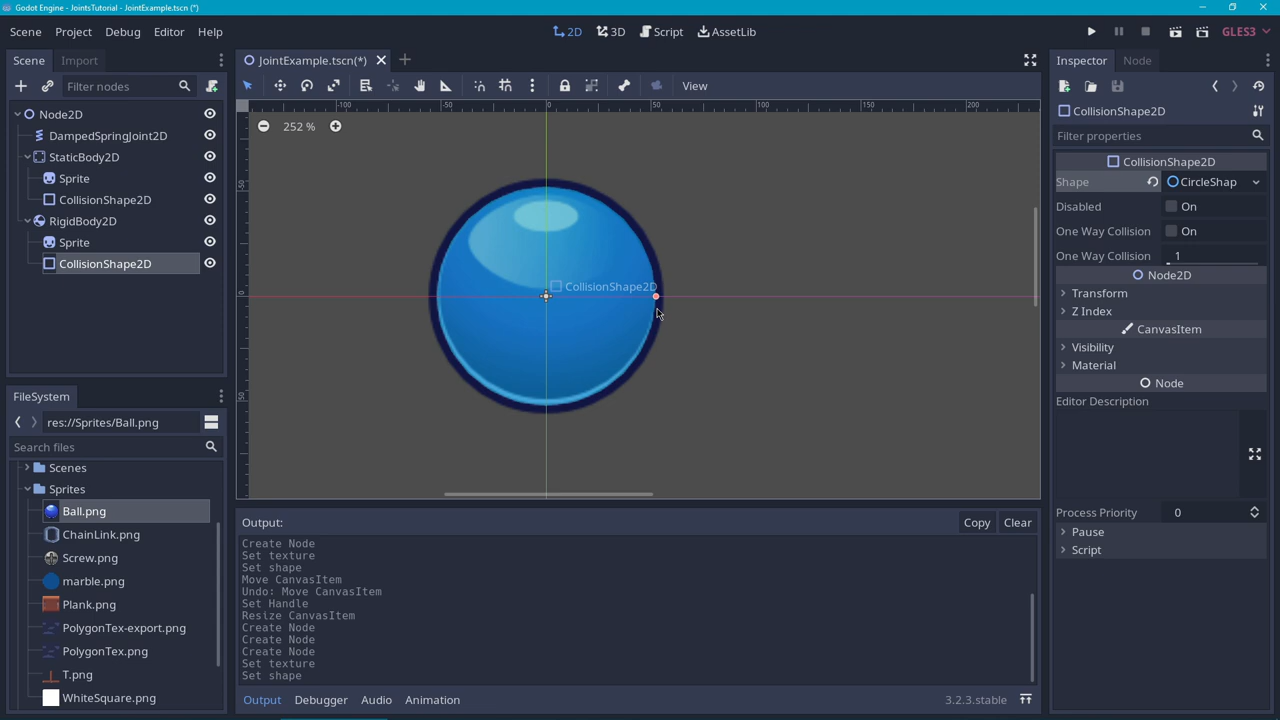 Godot Engine - JointsTutorial - JointExample.tscn (*)
Scene Project Debug Editor Help
2D 3D Script AssetLib
GLES3
Scene Import
Filter nodes
Node2D
DampedSpringJoint2D
StaticBody2D
Sprite
CollisionShape2D
RigidBody2D
Sprite
CollisionShape2D
FileSystem
res://Sprites/Ball.png
Search files
Scenes
Sprites
Ball.png
ChainLink.png
Screw.png
marble.png
Plank.png
PolygonTex-export.png
PolygonTex.png
T.png
WhiteSquare.png
JointExample.tscn(*)
View
-100 -50 0 50 100 150 200
-50
0
50
252 %
CollisionShape2D
Output:
Copy Clear
Create Node
Set texture
Set shape
Move CanvasItem
Undo: Move CanvasItem
Set Handle
Resize CanvasItem
Create Node
Create Node
Create Node
Set texture
Set shape
Output Debugger Audio Animation
3.2.3.stable
Inspector Node
CollisionShape2D
Filter properties
CollisionShape2D
Shape CircleShap
Disabled On
One Way Collision On
One Way Collision 1
Node2D
Transform
Z Index
CanvasItem
Visibility
Material
Node
Editor Description
Process Priority 0
Pause
Script